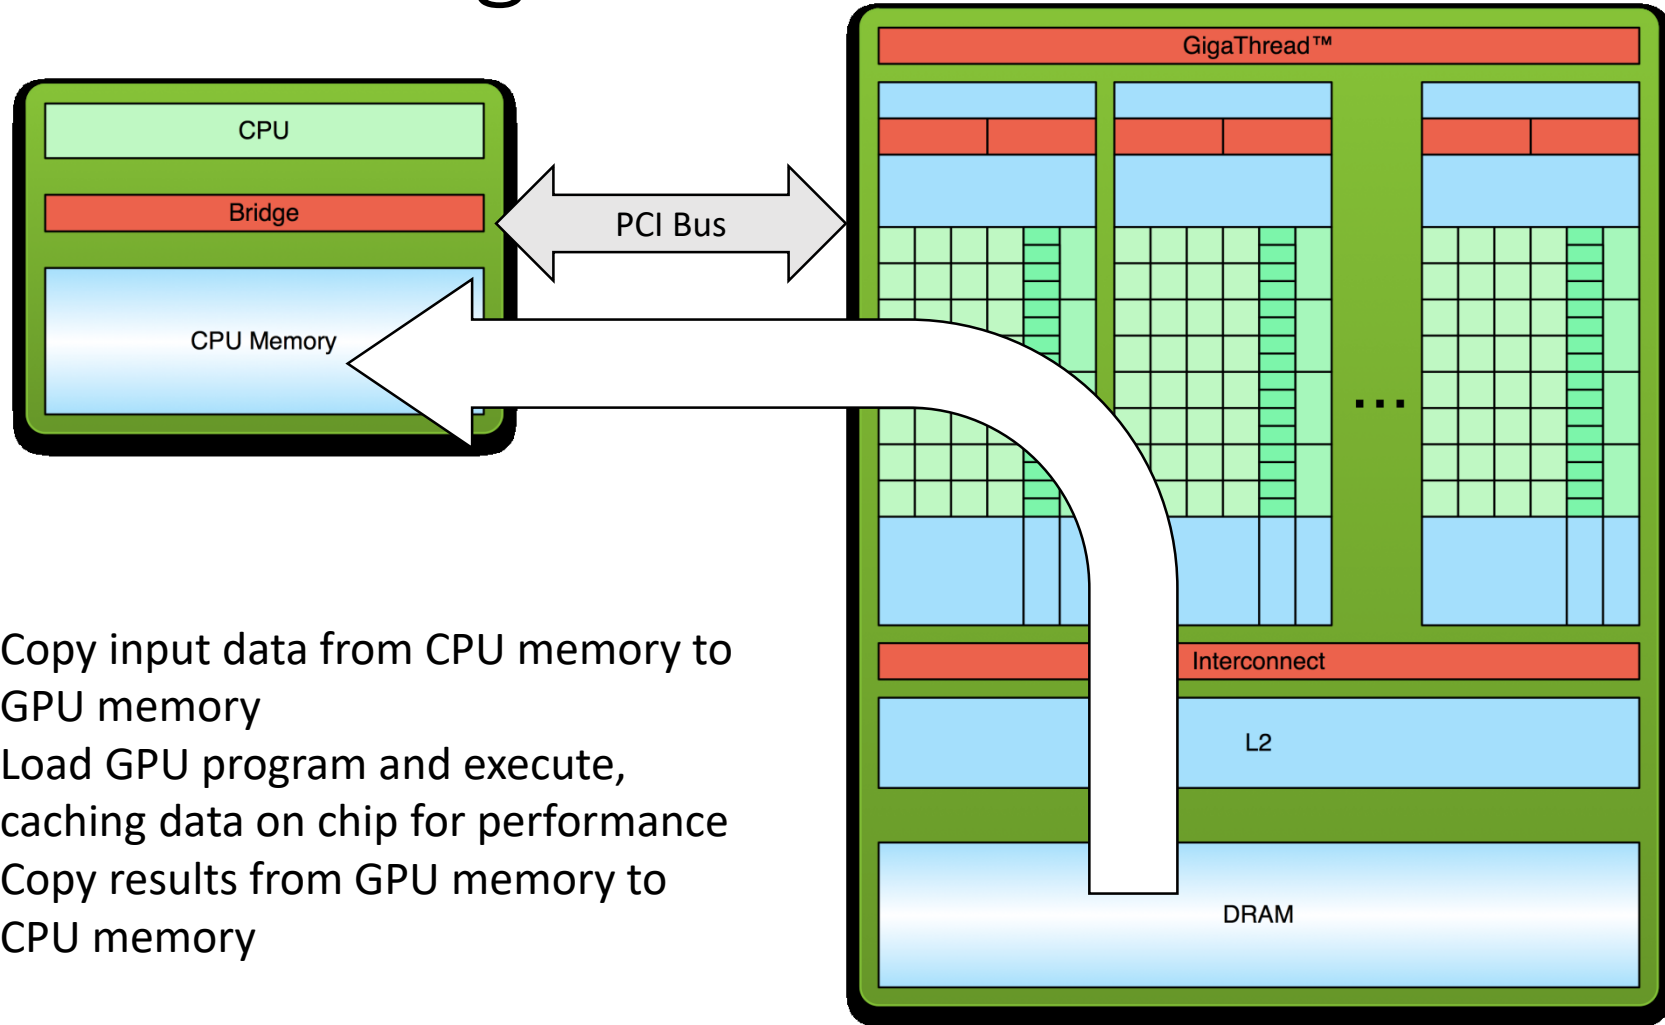 GigaThread™
CPU
Bridge
PCI Bus
CPU Memory
...
Interconnect
L2
DRAM
Copy input data from CPU memory to
GPU memory
Load GPU program and execute,
caching data on chip for performance
Copy results from GPU memory to
CPU memory